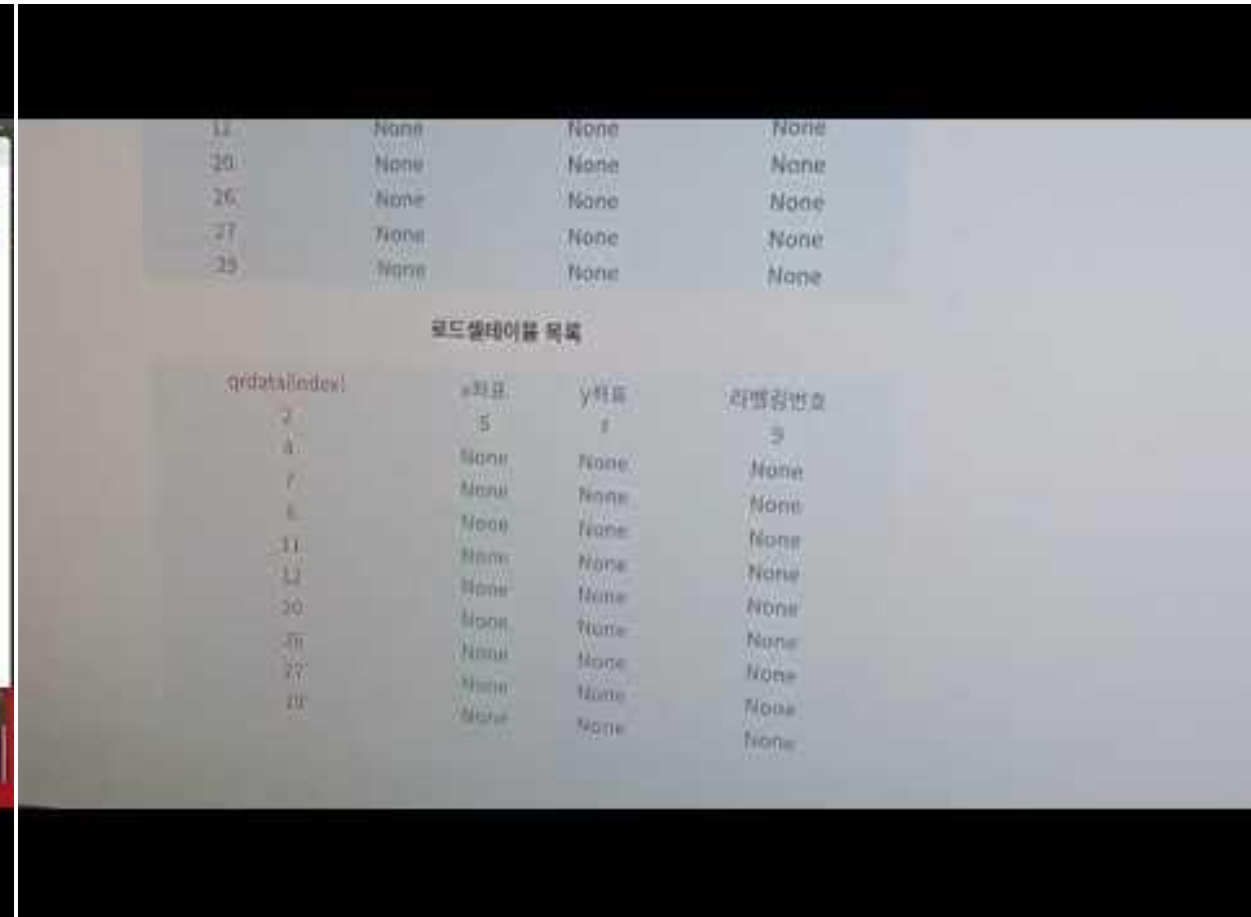 12 None None None
20 None None None
26 None None None
27 None None None
29 None None None
로드셀테이블 목록
x좌표 y좌표 라벨링번호
2 5 9
4 None None None
7 None None None
None None None
11 None None None
12 None None None
20 None None None
26 None None None
27 None None None
29 None None None